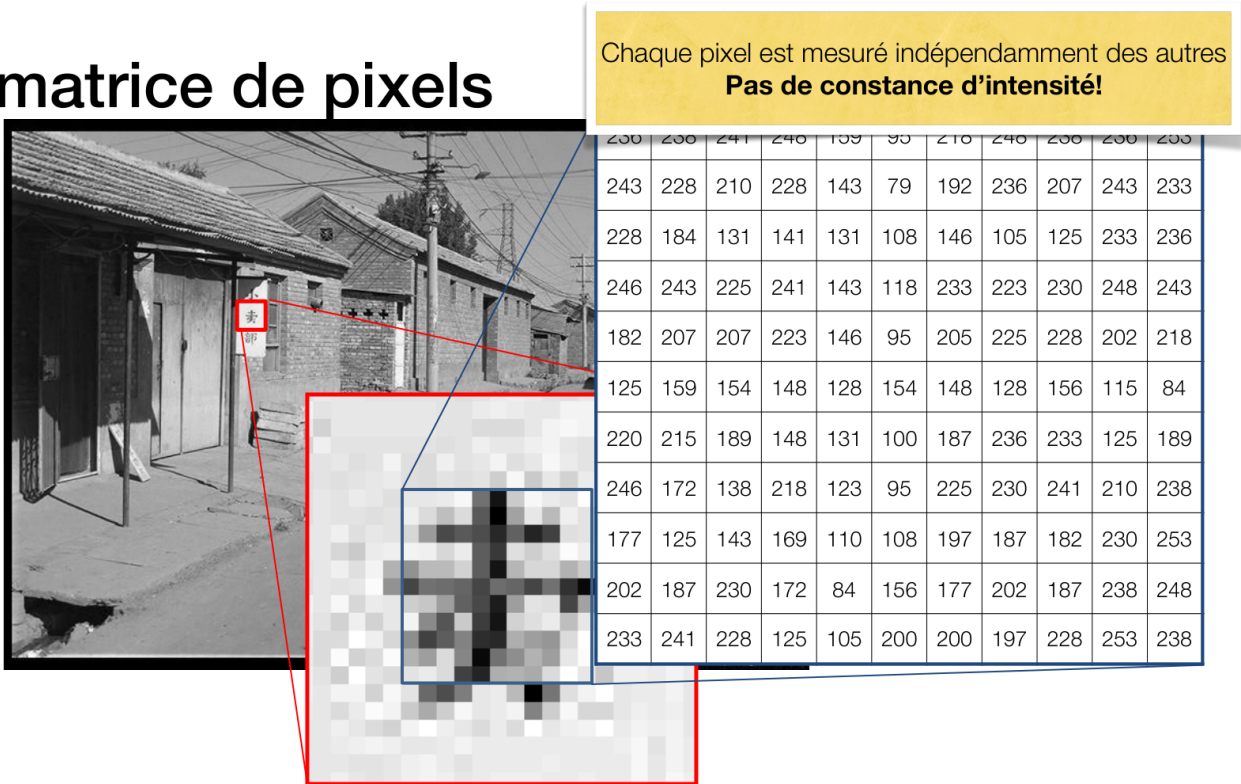 Chaque pixel est mesuré indépendamment des autres
Pas de constance d'intensité!
matrice de pixels
小卖部
243 228 210 228 143 79 192 236 207 243 233
228 184 131 141 131 108 146 105 125 233 236
246 243 225 241 143 118 233 223 230 248 243
182 207 207 223 146 95 205 225 228 202 218
125 159 154 148 128 154 148 128 156 115 84
220 215 189 148 131 100 187 236 233 125 189
246 172 138 218 123 95 225 230 241 210 238
177 125 143 169 110 108 197 187 182 230 253
202 187 230 172 84 156 177 202 187 238 248
233 241 228 125 105 200 200 197 228 253 238